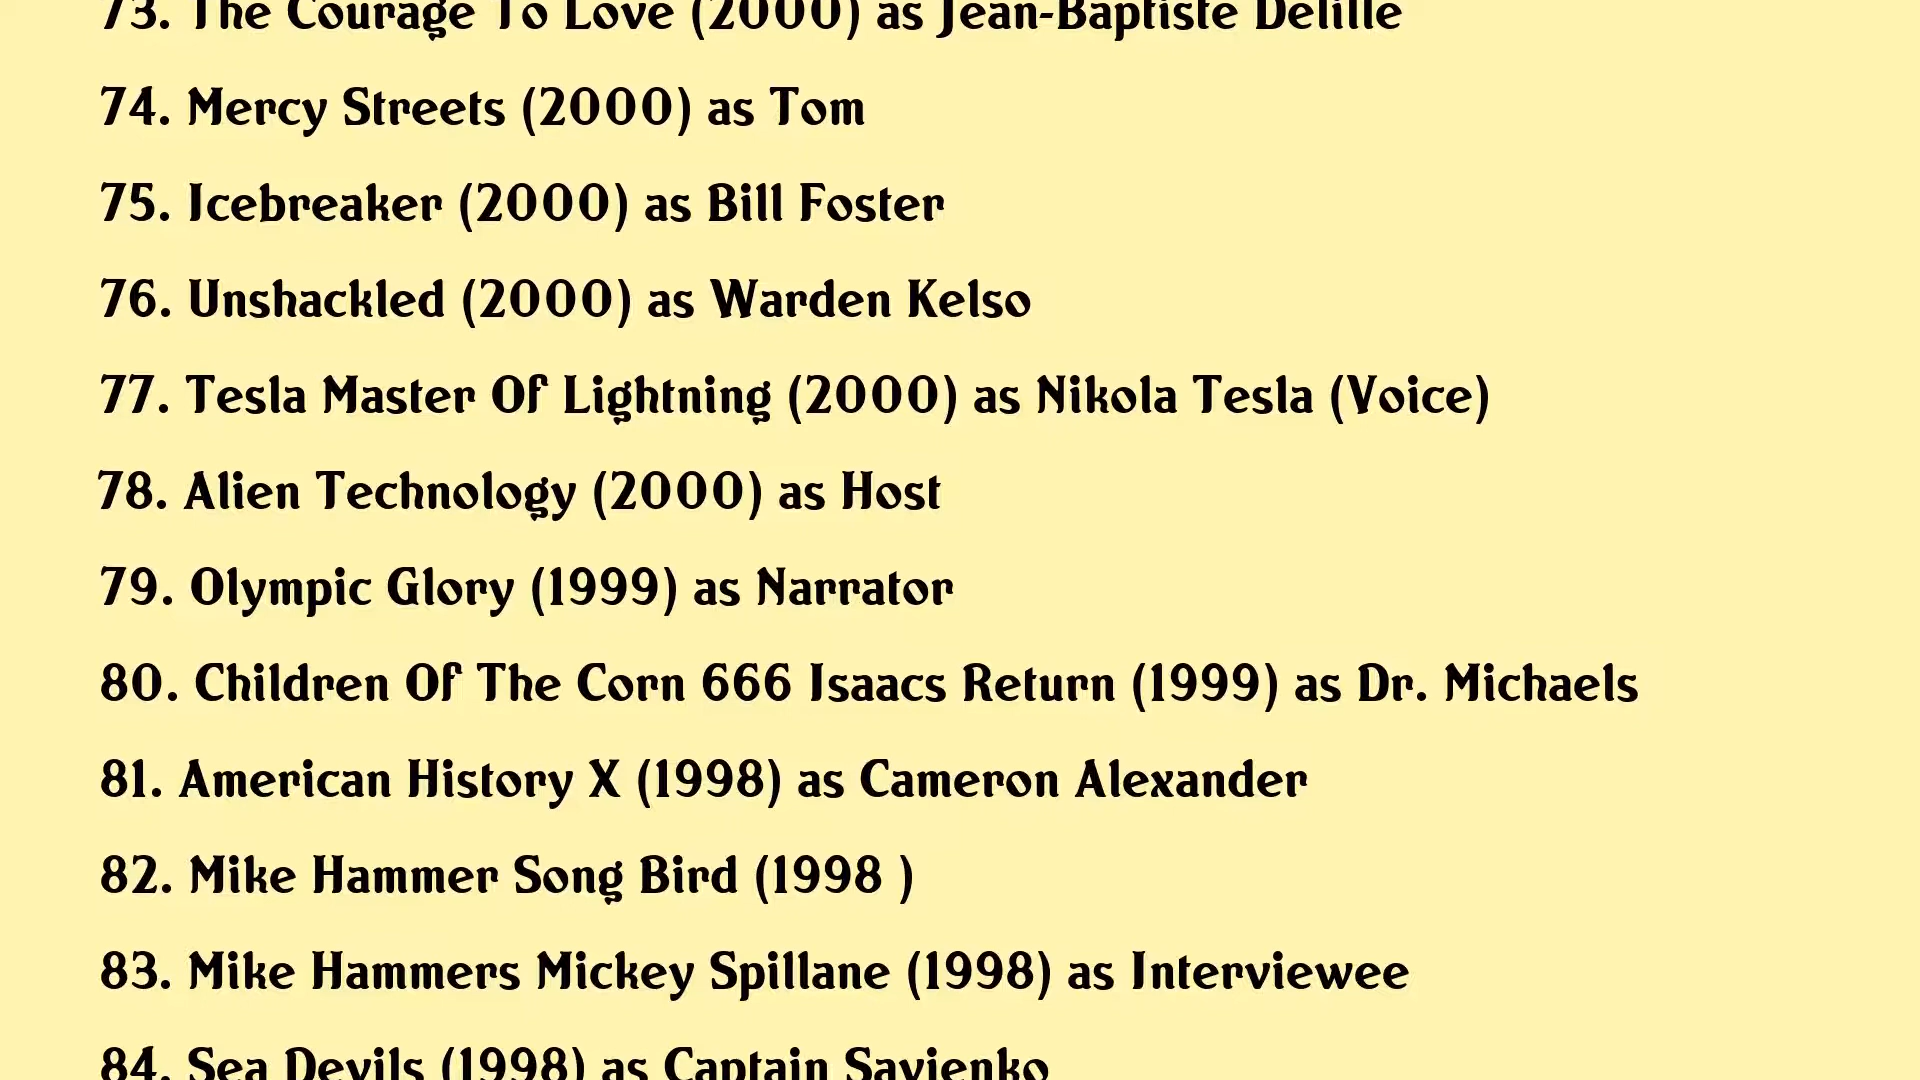 73. The Courage To Love (2000) as Jean-Baptiste Delille
74. Mercy Streets (2000) as Tom
75. Icebreaker (2000) as Bill Foster
76. Unshackled (2000) as Warden Kelso
77. Tesla Master Of Lightning (2000) as Nikola Tesla (Voice)
78. Alien Technology (2000) as Host
79. Olympic Glory (1999) as Narrator
80. Children Of The Corn 666 Isaacs Return (1999) as Dr. Michaels
81. American History X (1998) as Cameron Alexander
82. Mike Hammer Song Bird (1998 )
83. Mike Hammers Mickey Spillane (1998) as Interviewee
84. Sea Devils (1998) as Captain Savienko